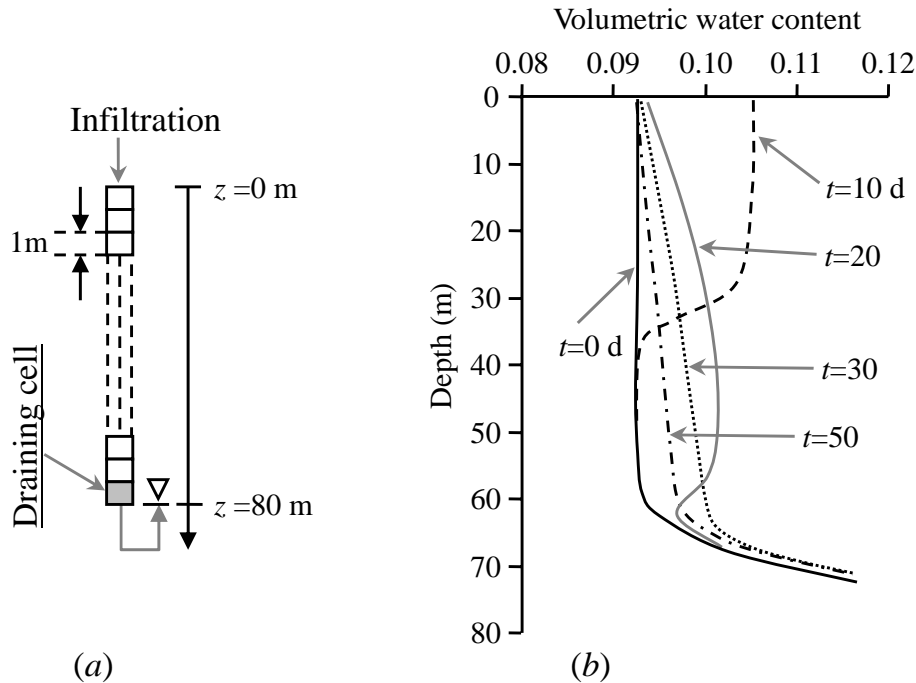 Infiltration
z =0 m
1m
Draining cell
z =80 m
(a)
Volumetric water content
0.08 0.09 0.10 0.11 0.12
Depth (m)
0
10
20
30
40
50
60
70
80
t=10 d
t=20
t=0 d
t=30
t=50
(b)